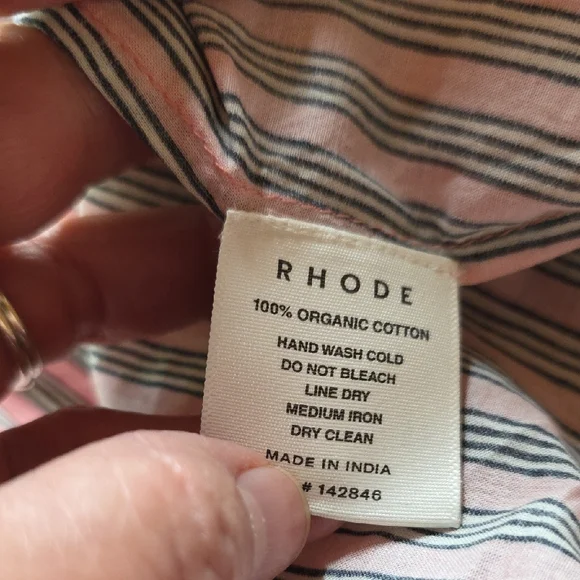 RHODE
100% ORGANIC COTTON
HAND WASH COLD
DO NOT BLEACH
LINE DRY
MEDIUM IRON
DRY CLEAN
MADE IN INDIA
# 142846